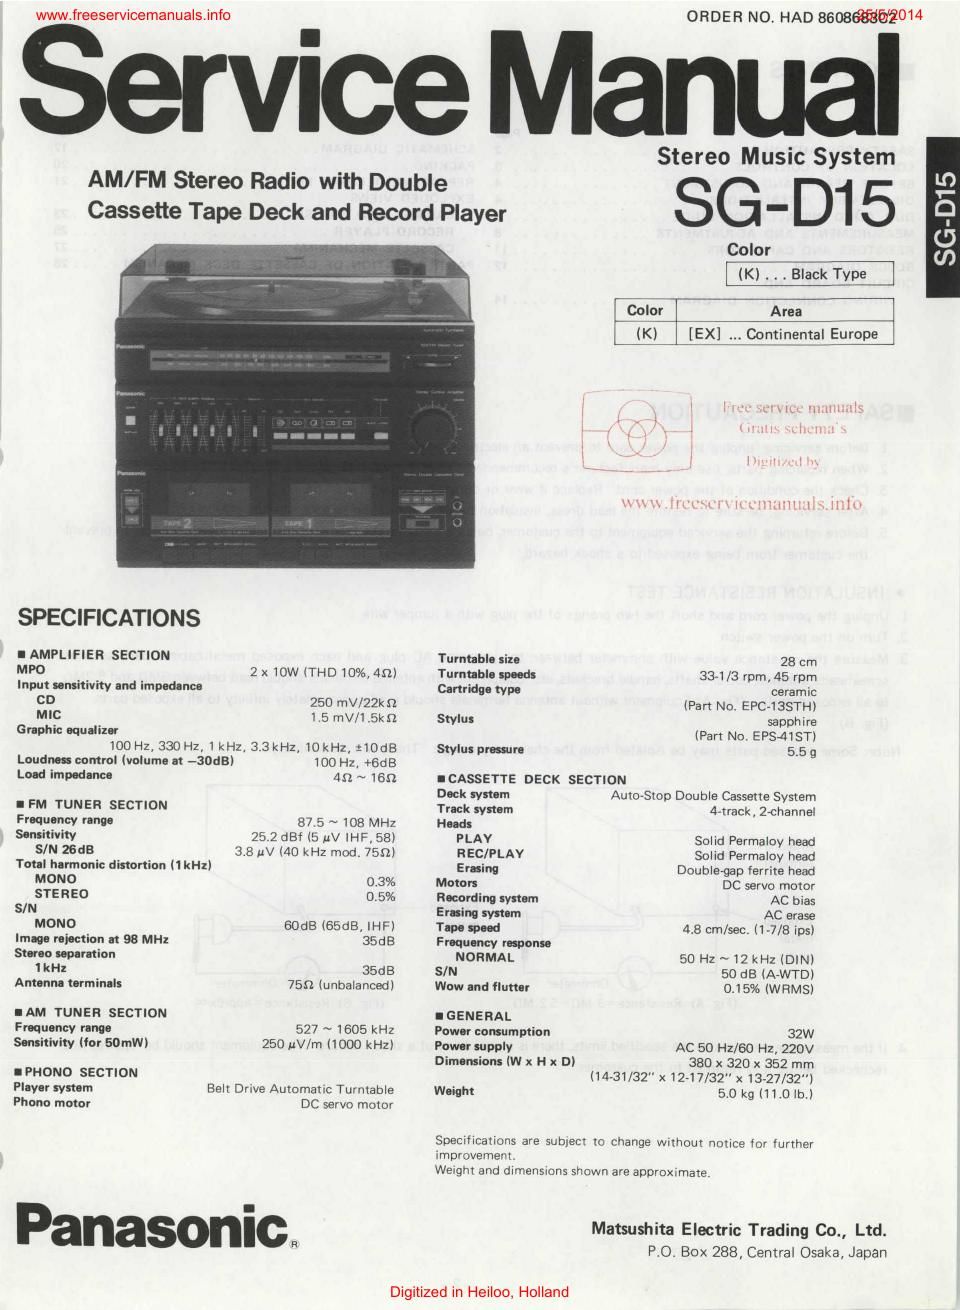 www.freeservicemanuals.info
25/5/2014
ORDER NO. HAD 860868302
Service Manual
Stereo Music System
SG-D15
AM/FM Stereo Radio with Double
Cassette Tape Deck and Record Player
Color
(K) . . . Black Type
Color Area
(K) [EX] ... Continental Europe
SG-D15
Panasonic
Panasonic
Panasonic
TAPE 2
TAPE 1
Free service manuals
Gratis schema's
Digitized by
www.freeservicemanuals.info
SPECIFICATIONS
■ AMPLIFIER SECTION
MPO 2 x 10W (THD 10%, 4Ω)
Input sensitivity and impedance
CD 250 mV/22kΩ
MIC 1.5 mV/1.5kΩ
Graphic equalizer
100 Hz, 330 Hz, 1 kHz, 3.3 kHz, 10 kHz, ±10 dB
Loudness control (volume at −30dB) 100 Hz, +6dB
Load impedance 4Ω ~ 16Ω
■ FM TUNER SECTION
Frequency range 87.5 ~ 108 MHz
Sensitivity 25.2 dBf (5 μV IHF, 58)
S/N 26dB 3.8 μV (40 kHz mod. 75Ω)
Total harmonic distortion (1kHz)
MONO 0.3%
STEREO 0.5%
S/N
MONO 60dB (65dB, IHF)
Image rejection at 98 MHz 35dB
Stereo separation
1kHz 35dB
Antenna terminals 75Ω (unbalanced)
■ AM TUNER SECTION
Frequency range 527 ~ 1605 kHz
Sensitivity (for 50mW) 250 μV/m (1000 kHz)
■ PHONO SECTION
Player system Belt Drive Automatic Turntable
Phono motor DC servo motor
Turntable size 28 cm
Turntable speeds 33-1/3 rpm, 45 rpm
Cartridge type ceramic
(Part No. EPC-13STH)
Stylus sapphire
(Part No. EPS-41ST)
Stylus pressure 5.5 g
■ CASSETTE DECK SECTION
Deck system Auto-Stop Double Cassette System
Track system 4-track, 2-channel
Heads
PLAY Solid Permaloy head
REC/PLAY Solid Permaloy head
Erasing Double-gap ferrite head
Motors DC servo motor
Recording system AC bias
Erasing system AC erase
Tape speed 4.8 cm/sec. (1-7/8 ips)
Frequency response
NORMAL 50 Hz ~ 12 kHz (DIN)
S/N 50 dB (A-WTD)
Wow and flutter 0.15% (WRMS)
■ GENERAL
Power consumption 32W
Power supply AC 50 Hz/60 Hz, 220V
Dimensions (W x H x D) 380 x 320 x 352 mm
(14-31/32" x 12-17/32" x 13-27/32")
Weight 5.0 kg (11.0 lb.)
Specifications are subject to change without notice for further
improvement.
Weight and dimensions shown are approximate.
Panasonic®
Matsushita Electric Trading Co., Ltd.
P.O. Box 288, Central Osaka, Japan
Digitized in Heiloo, Holland